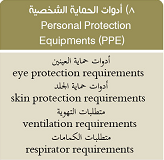 ٨) أدوات الحماية الشخصية
Personal Protection
Equipments (PPE)
أدوات حماية العينين
eye protection requirements
أدوات حماية الجلد
skin protection requirements
متطلبات التهوية
ventilation requirements
متطلبات الكمامات
respirator requirements